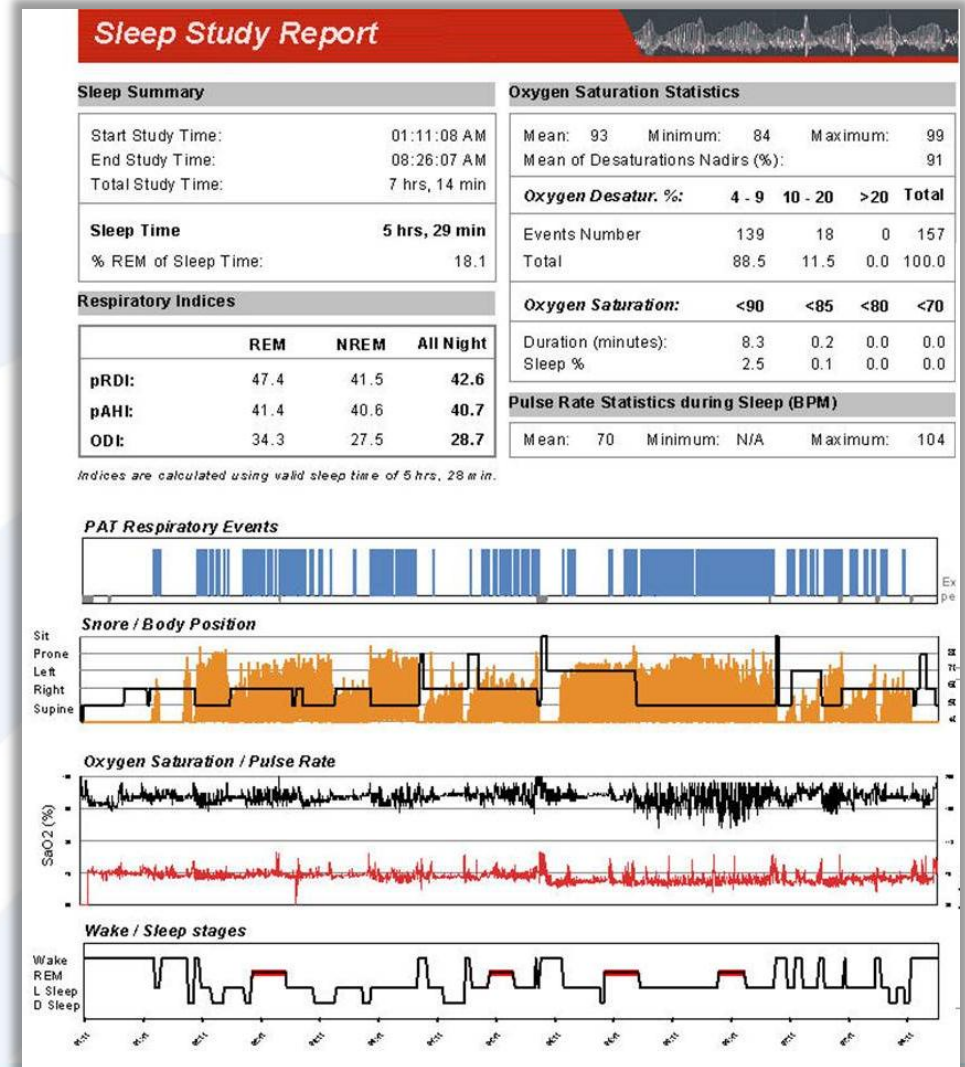 Sleep Study Report
Sleep Summary
Start Study Time: 01:11:08 AM
End Study Time: 08:26:07 AM
Total Study Time: 7 hrs, 14 min
Sleep Time 5 hrs, 29 min
% REM of Sleep Time: 18.1
Respiratory Indices
REM NREM All Night
pRDI: 47.4 41.5 42.6
pAHI: 41.4 40.6 40.7
ODI: 34.3 27.5 28.7
Indices are calculated using valid sleep time of 5 hrs, 28 min.
Oxygen Saturation Statistics
Mean: 93 Minimum: 84 Maximum: 99
Mean of Desaturations Nadirs (%): 91
Oxygen Desatur. %: 4 - 9 10 - 20 >20 Total
Events Number 139 18 0 157
Total 88.5 11.5 0.0 100.0
Oxygen Saturation: <90 <85 <80 <70
Duration (minutes): 8.3 0.2 0.0 0.0
Sleep % 2.5 0.1 0.0 0.0
Pulse Rate Statistics during Sleep (BPM)
Mean: 70 Minimum: N/A Maximum: 104
PAT Respiratory Events
Ex
pe
Snore / Body Position
Sit
Prone
Left
Right
Supine
Oxygen Saturation / Pulse Rate
SaO2 (%)
Wake / Sleep stages
Wake
REM
L Sleep
D Sleep